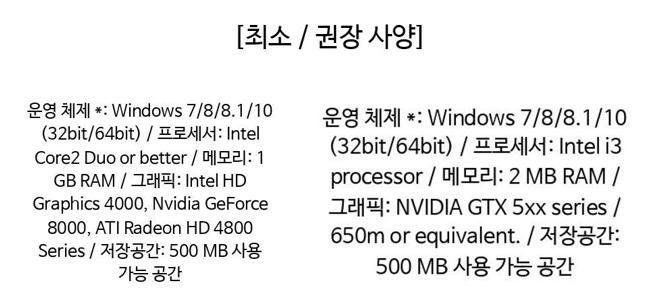 [최소 / 권장 사양]
운영 체제 *: Windows 7/8/8.1/10
(32bit/64bit) / 프로세서: Intel
Core2 Duo or better / 메모리: 1
GB RAM / 그래픽: Intel HD
Graphics 4000, Nvidia GeForce
8000, ATI Radeon HD 4800
Series / 저장공간: 500 MB 사용
가능 공간
운영 체제 *: Windows 7/8/8.1/10
(32bit/64bit) / 프로세서: Intel i3
processor / 메모리: 2 MB RAM /
그래픽: NVIDIA GTX 5xx series /
650m or equivalent. / 저장공간:
500 MB 사용 가능 공간